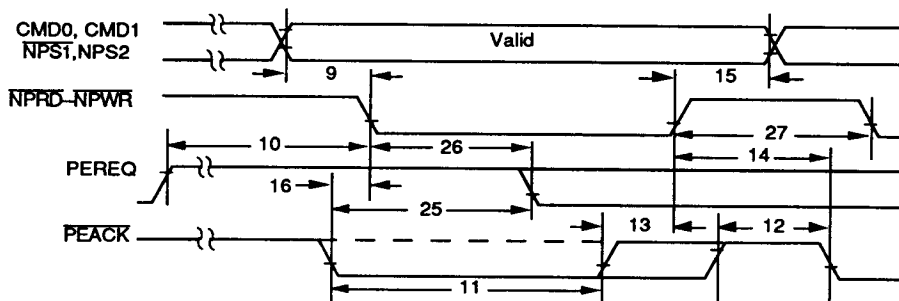 CMD0, CMD1
NPS1,NPS2
Valid
9
15
NPRD-NPWR
10
26
27
14
PEREQ
16
25
PEACK
13
12
11